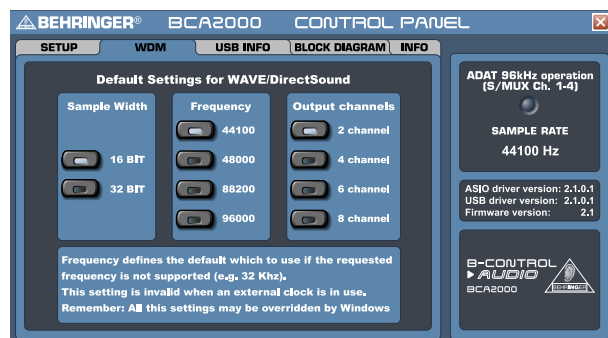 BEHRINGER® BCA2000 CONTROL PANEL
SETUP WDM USB INFO BLOCK DIAGRAM INFO
Default Settings for WAVE/DirectSound
Sample Width
16 BIT
32 BIT
Frequency
44100
48000
88200
96000
Output channels
2 channel
4 channel
6 channel
8 channel
Frequency defines the default which to use if the requested
frequency is not supported (e.g. 32 Khz).
This setting is invalid when an external clock is in use.
Remember: All this settings may be overridden by Windows
ADAT 96kHz operation
(S/MUX Ch. 1-4)
SAMPLE RATE
44100 Hz
ASIO driver version: 2.1.0.1
USB driver version: 2.1.0.1
Firmware version: 2.1
B-CONTROL
AUDIO
BCA2000
BEHRINGER